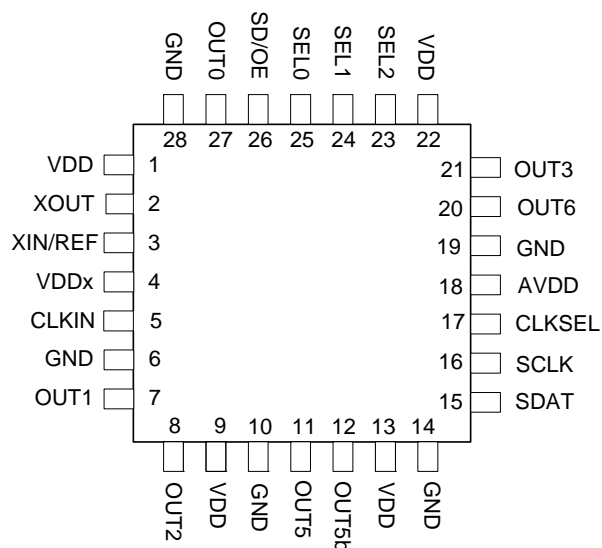 GND OUT0 SD/OE SEL0 SEL1 SEL2 VDD
28 27 26 25 24 23 22
VDD 1
XOUT 2
XIN/REF 3
VDDx 4
CLKIN 5
GND 6
OUT1 7
21 OUT3
20 OUT6
19 GND
18 AVDD
17 CLKSEL
16 SCLK
15 SDAT
8 9 10 11 12 13 14
OUT2 VDD GND OUT5 OUT5b VDD GND